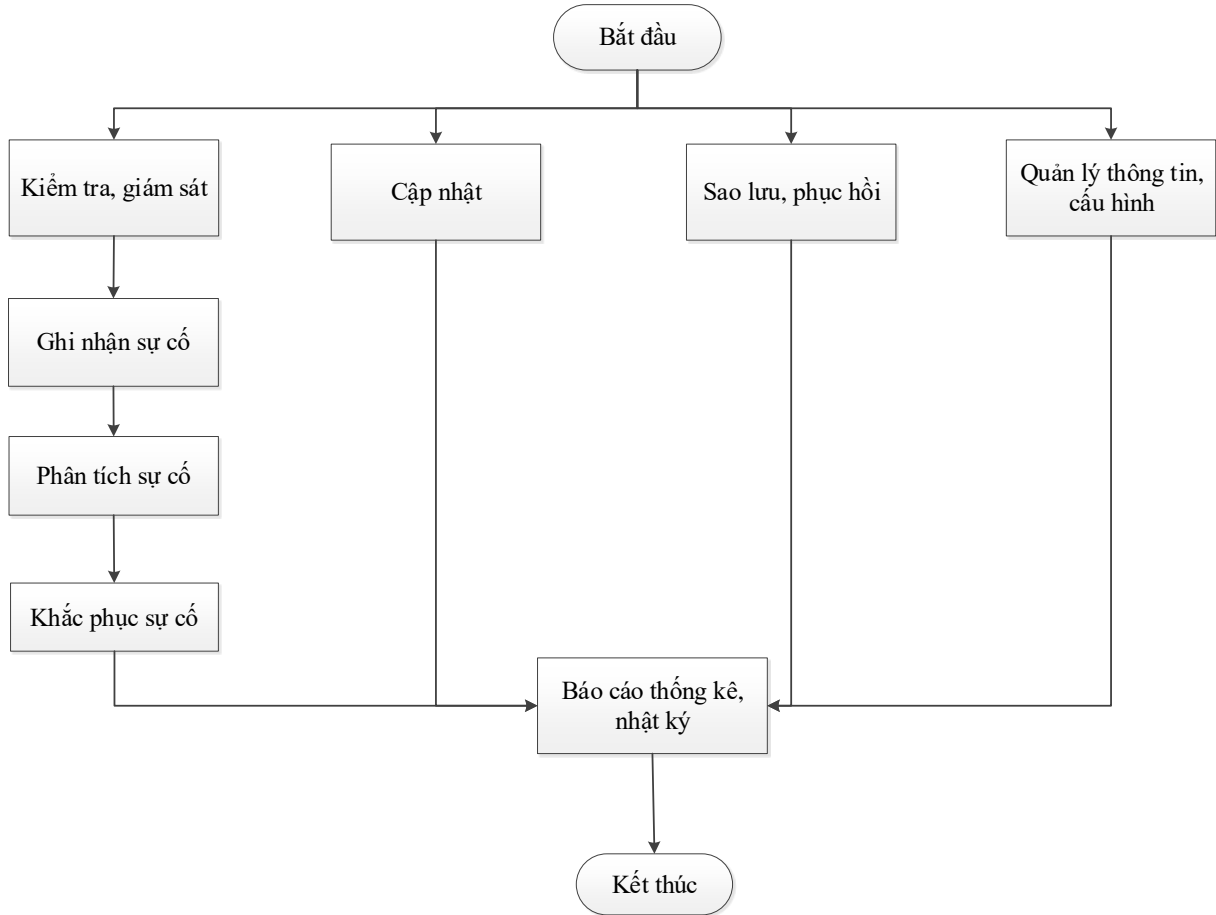 Bắt đầu
Kiểm tra, giám sát
Cập nhật
Sao lưu, phục hồi
Quản lý thông tin,
cấu hình
Ghi nhận sự cố
Phân tích sự cố
Khắc phục sự cố
Báo cáo thống kê,
nhật ký
Kết thúc